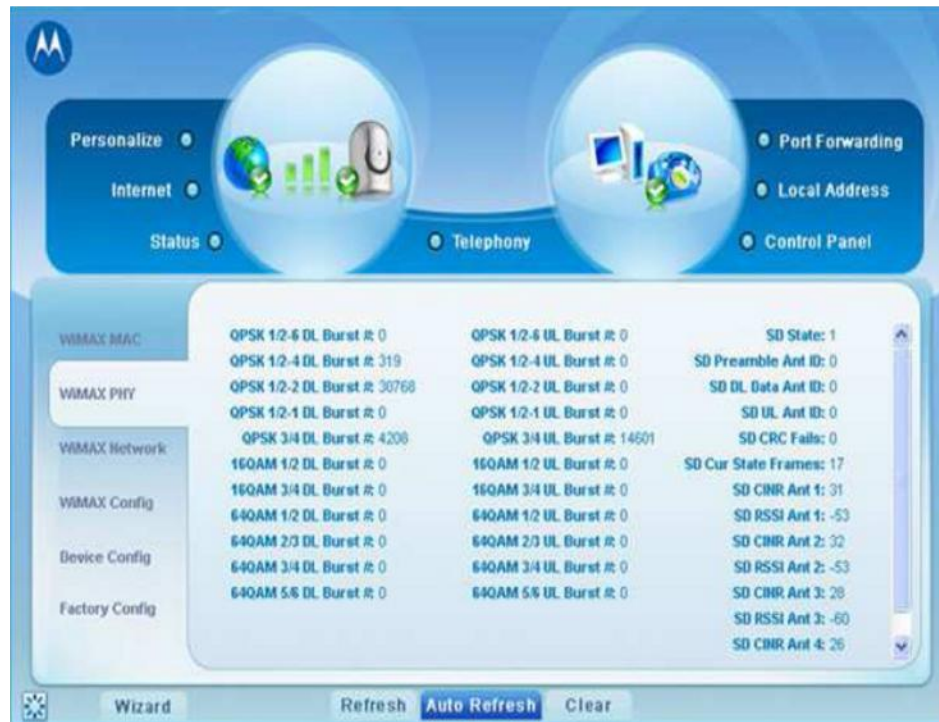 Personalize
Internet
Status
Telephony
Port Forwarding
Local Address
Control Panel
WiMAX MAC
WiMAX PHY
WiMAX Network
WiMAX Config
Device Config
Factory Config
QPSK 1/2-6 DL Burst #: 0
QPSK 1/2-4 DL Burst #: 319
QPSK 1/2-2 DL Burst #: 30768
QPSK 1/2-1 DL Burst #: 0
QPSK 3/4 DL Burst #: 4208
16QAM 1/2 DL Burst #: 0
16QAM 3/4 DL Burst #: 0
64QAM 1/2 DL Burst #: 0
64QAM 2/3 DL Burst #: 0
64QAM 3/4 DL Burst #: 0
64QAM 5/6 DL Burst #: 0
QPSK 1/2-6 UL Burst #: 0
QPSK 1/2-4 UL Burst #: 0
QPSK 1/2-2 UL Burst #: 0
QPSK 1/2-1 UL Burst #: 0
QPSK 3/4 UL Burst #: 14601
16QAM 1/2 UL Burst #: 0
16QAM 3/4 UL Burst #: 0
64QAM 1/2 UL Burst #: 0
64QAM 2/3 UL Burst #: 0
64QAM 3/4 UL Burst #: 0
64QAM 5/6 UL Burst #: 0
SD State: 1
SD Preamble Ant ID: 0
SD DL Data Ant ID: 0
SD UL Ant ID: 0
SD CRC Fails: 0
SD Cur State Frames: 17
SD CINR Ant 1: 31
SD RSSI Ant 1: -53
SD CINR Ant 2: 32
SD RSSI Ant 2: -53
SD CINR Ant 3: 28
SD RSSI Ant 3: -60
SD CINR Ant 4: 26
Wizard
Refresh
Auto Refresh
Clear